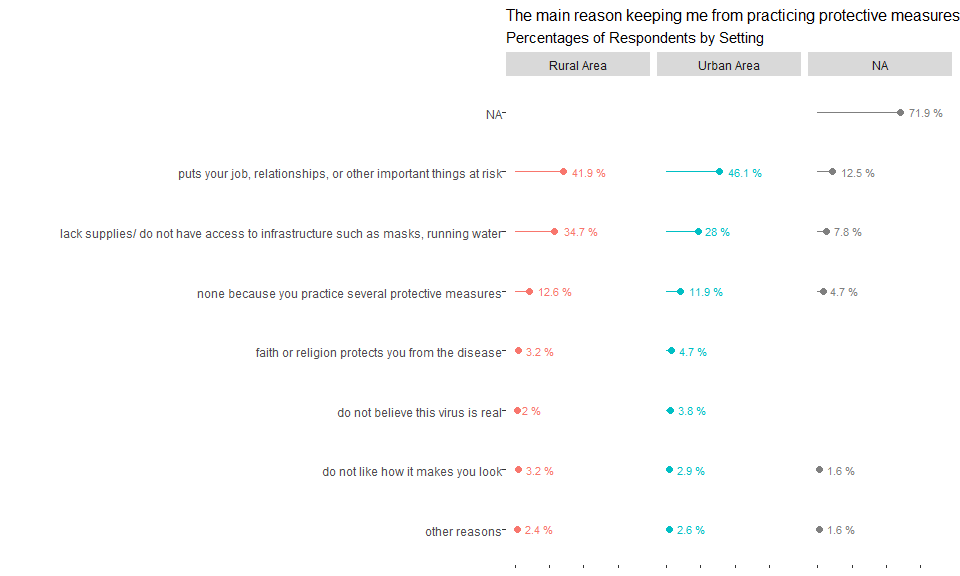 The main reason keeping me from practicing protective measures
Percentages of Respondents by Setting
Rural Area Urban Area NA
NA 71.9 %
puts your job, relationships, or other important things at risk 41.9 % 46.1 % 12.5 %
lack supplies/ do not have access to infrastructure such as masks, running water 34.7 % 28 % 7.8 %
none because you practice several protective measures 12.6 % 11.9 % 4.7 %
faith or religion protects you from the disease 3.2 % 4.7 %
do not believe this virus is real 2 % 3.8 %
do not like how it makes you look 3.2 % 2.9 % 1.6 %
other reasons 2.4 % 2.6 % 1.6 %